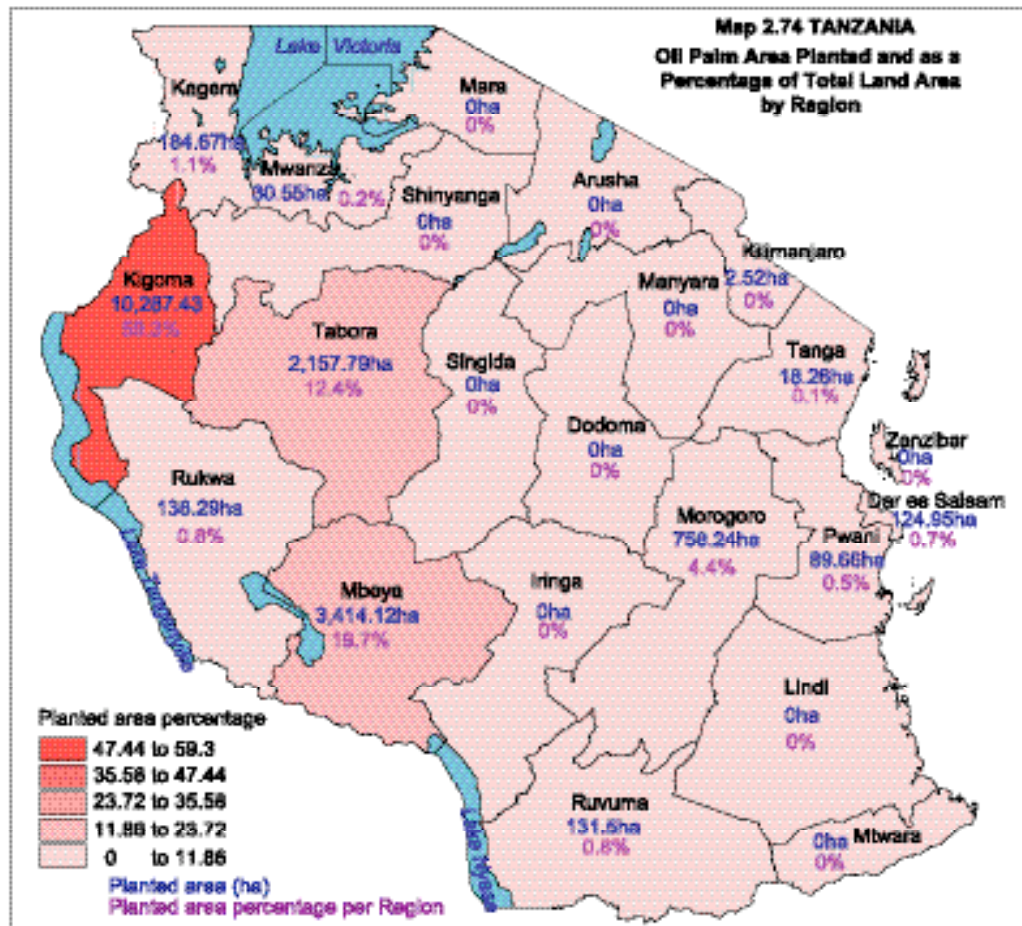 Map 2.74 TANZANIA
Oil Palm Area Planted and as a
Percentage of Total Land Area
by Region
Lake Victoria
Kagera
184.67ha
1.1%
Mwanza
80.55ha
0.2%
Mara
0ha
0%
Shinyanga
0ha
0%
Arusha
0ha
0%
Kilimanjaro
2.52ha
0%
Manyara
0ha
0%
Kigoma
10,287.43
Tabora
2,157.79ha
12.4%
Singida
0ha
0%
Tanga
18.26ha
0.1%
Dodoma
0ha
0%
Zanzibar
0ha
0%
Rukwa
138.29ha
0.8%
Dar es Salaam
124.95ha
0.7%
Morogoro
758.24ha
4.4%
Pwani
89.66ha
0.5%
Iringa
0ha
0%
Mbeya
3,414.12ha
19.7%
Lake Tanganyika
Lindi
0ha
0%
Ruvuma
131.5ha
0.8%
Mtwara
0ha
0%
Lake Nyasa
Planted area percentage
47.44 to 59.3
35.58 to 47.44
23.72 to 35.58
11.86 to 23.72
0 to 11.86
Planted area (ha)
Planted area percentage per Region